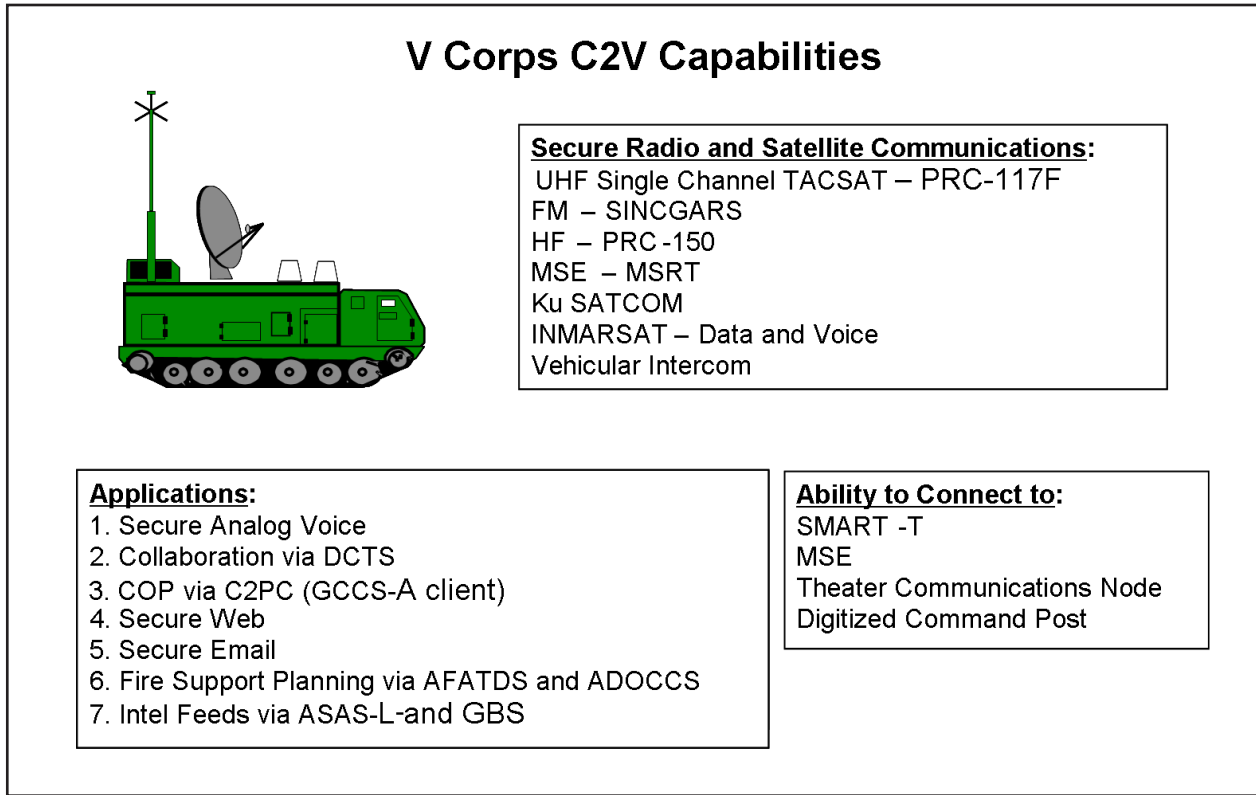 V Corps C2V Capabilities
Secure Radio and Satellite Communications:
UHF Single Channel TACSAT – PRC-117F
FM – SINCGARS
HF – PRC -150
MSE – MSRT
Ku SATCOM
INMARSAT – Data and Voice
Vehicular Intercom
Applications:
1. Secure Analog Voice
2. Collaboration via DCTS
3. COP via C2PC (GCCS-A client)
4. Secure Web
5. Secure Email
6. Fire Support Planning via AFATDS and ADOCCS
7. Intel Feeds via ASAS-L-and GBS
Ability to Connect to:
SMART -T
MSE
Theater Communications Node
Digitized Command Post